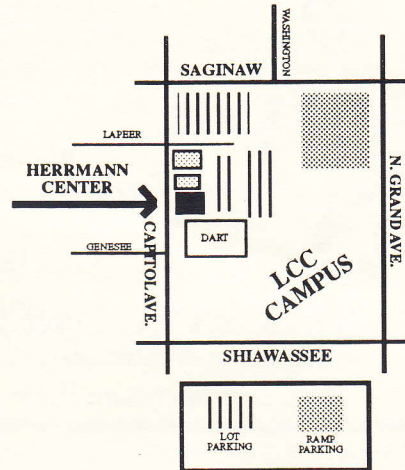 WASHINGTON
SAGINAW
LAPEER
HERRMANN
CENTER
N. GRAND AVE.
CAPITOL AVE.
GENESEE
DART
LCC
CAMPUS
SHIAWASSEE
LOT
PARKING
RAMP
PARKING